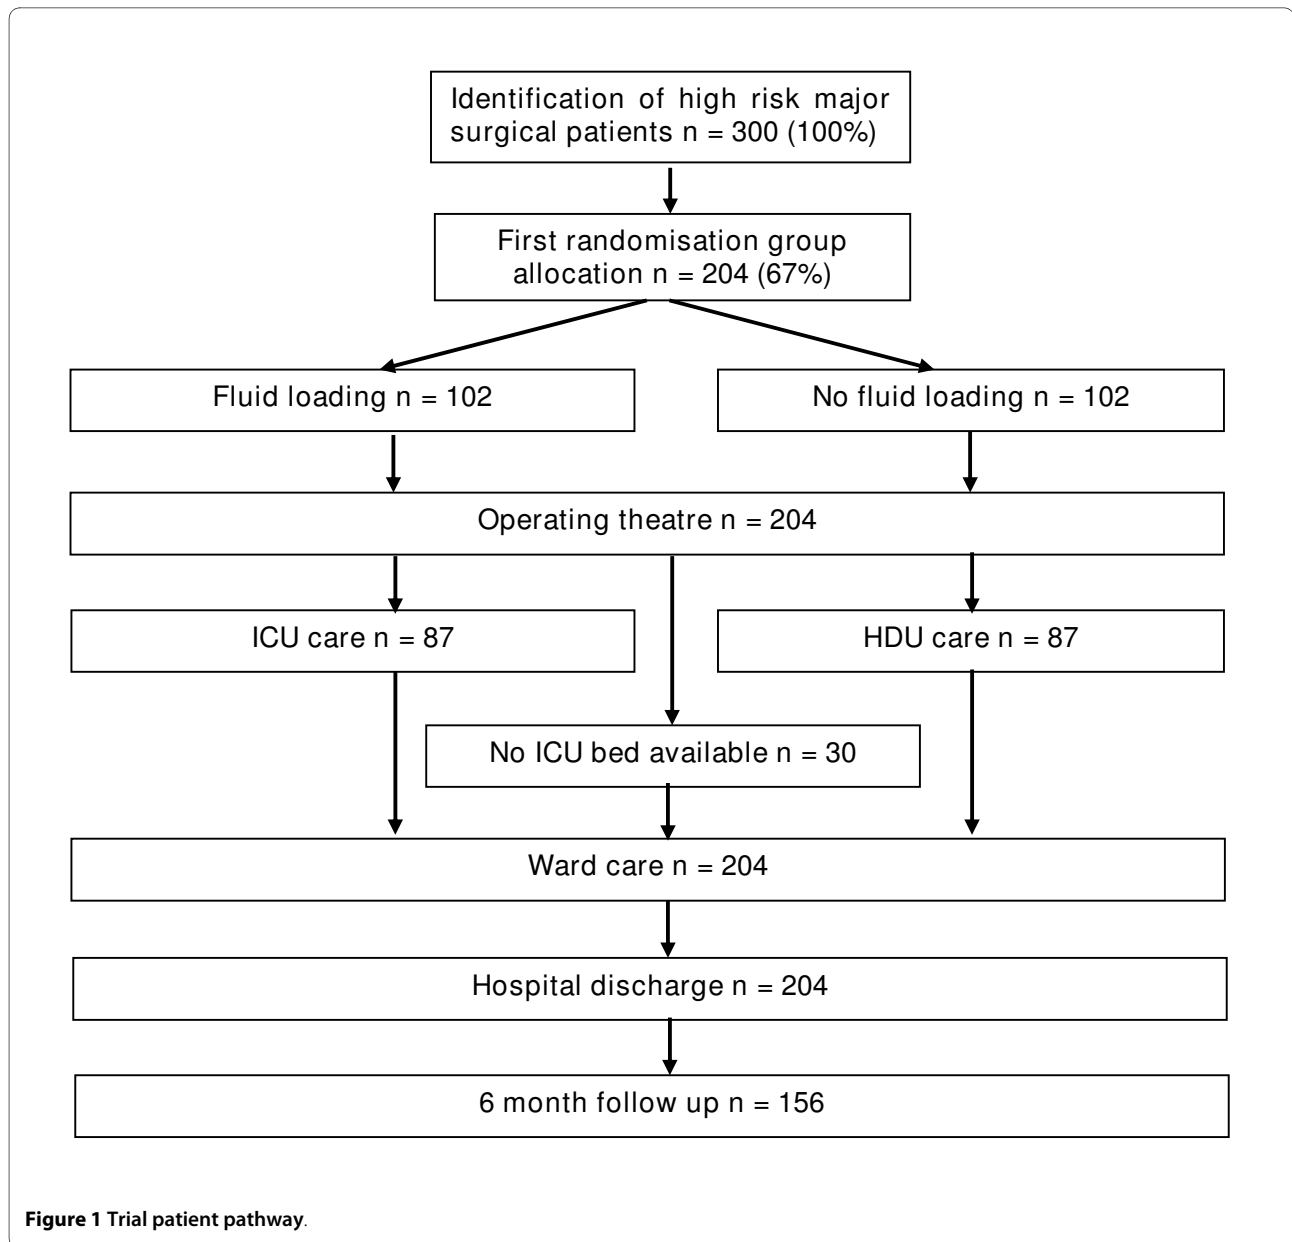 Identification of high risk major
surgical patients n = 300 (100%)
First randomisation group
allocation n = 204 (67%)
Fluid loading n = 102
No fluid loading n = 102
Operating theatre n = 204
ICU care n = 87
HDU care n = 87
No ICU bed available n = 30
Ward care n = 204
Hospital discharge n = 204
6 month follow up n = 156
Figure 1 Trial patient pathway.